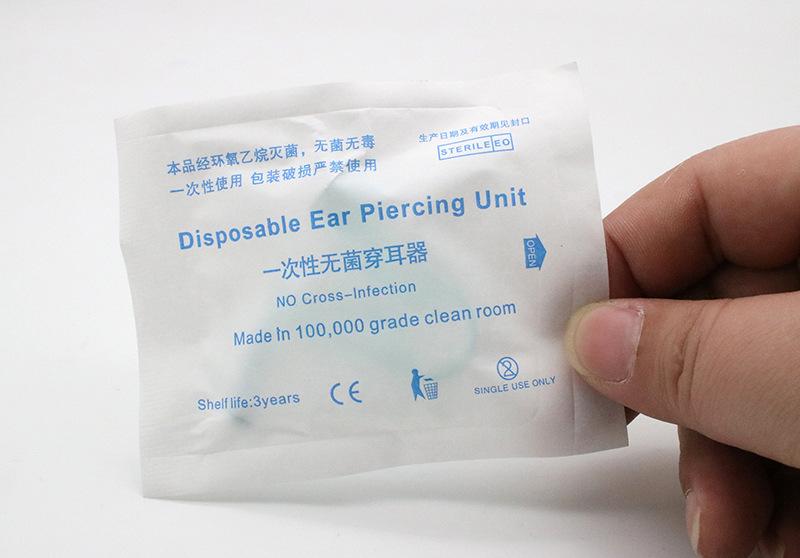 本品经环氧乙烷灭菌，无菌无毒
一次性使用 包装破损严禁使用
生产日期及有效期见封口
STERILE EO
Disposable Ear Piercing Unit
一次性无菌穿耳器
OPEN
NO Cross-Infection
Made in 100,000 grade clean room
Shelf life:3years
CE
2
SINGLE USE ONLY